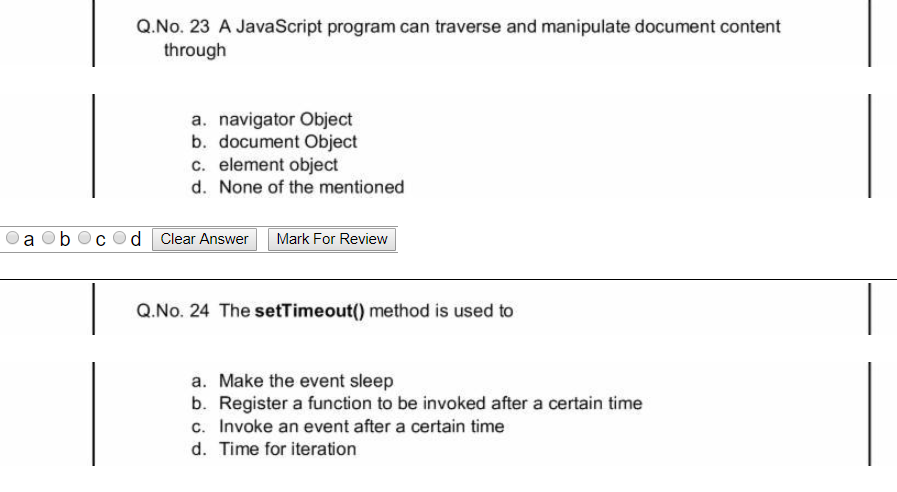 Q.No. 23 A JavaScript program can traverse and manipulate document content
through
a. navigator Object
b. document Object
c. element object
d. None of the mentioned
a b c d Clear Answer Mark For Review
Q.No. 24 The setTimeout() method is used to
a. Make the event sleep
b. Register a function to be invoked after a certain time
c. Invoke an event after a certain time
d. Time for iteration